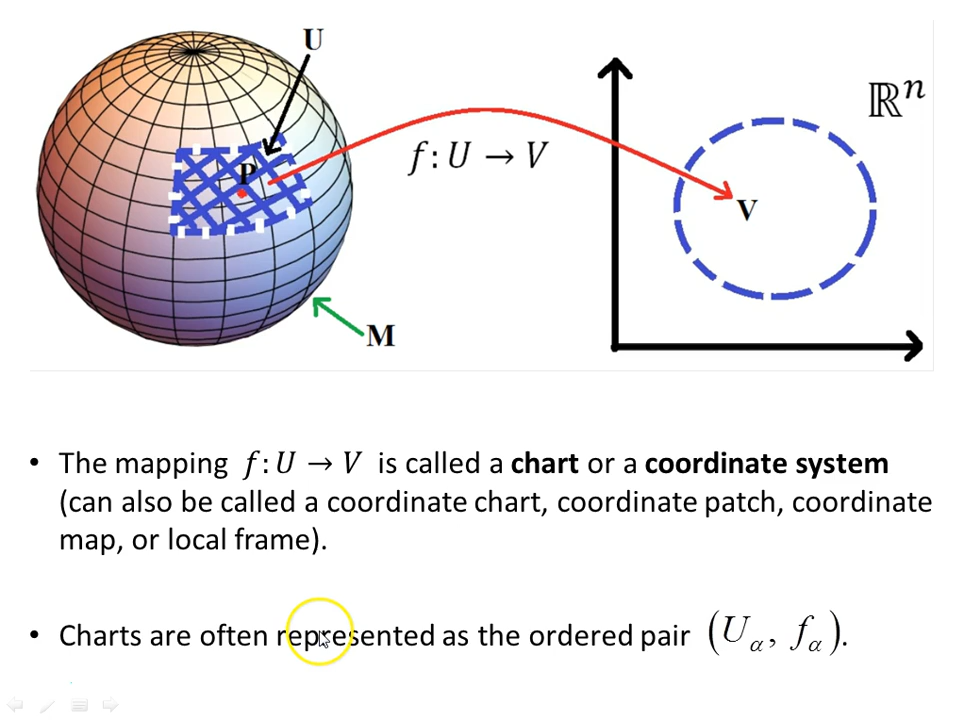 U
ℝⁿ
P
f: U → V
V
M
• The mapping f: U → V is called a chart or a coordinate system
(can also be called a coordinate chart, coordinate patch, coordinate
map, or local frame).
• Charts are often represented as the ordered pair (U_α, f_α).